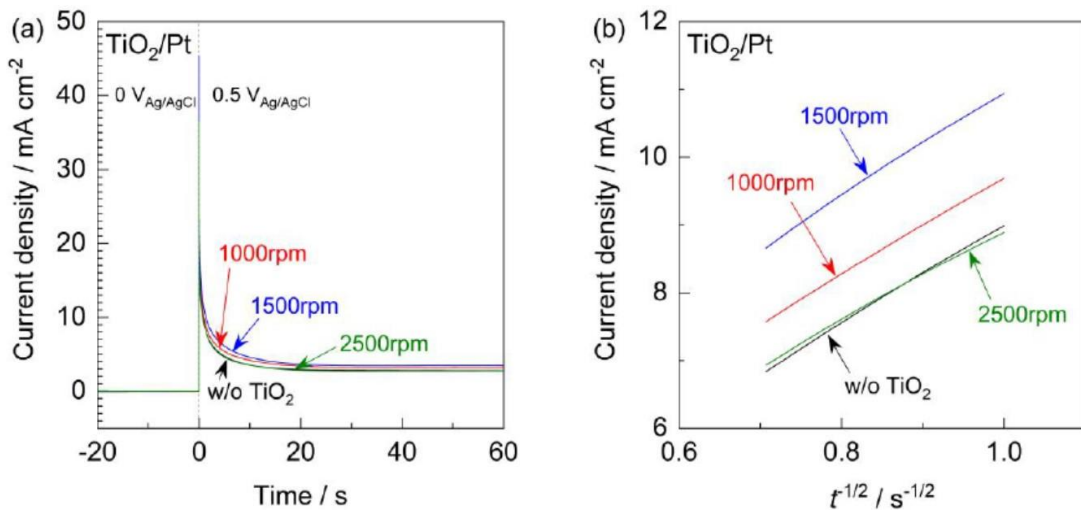 (a)
TiO₂/Pt
0 V_Ag/AgCl
0.5 V_Ag/AgCl
1000rpm
1500rpm
2500rpm
w/o TiO₂
50
40
30
20
10
0
-20
0
20
40
60
Current density / mA cm⁻²
Time / s
(b)
TiO₂/Pt
1500rpm
1000rpm
2500rpm
w/o TiO₂
12
10
8
6
0.6
0.8
1.0
Current density / mA cm⁻²
t⁻¹/² / s⁻¹/²